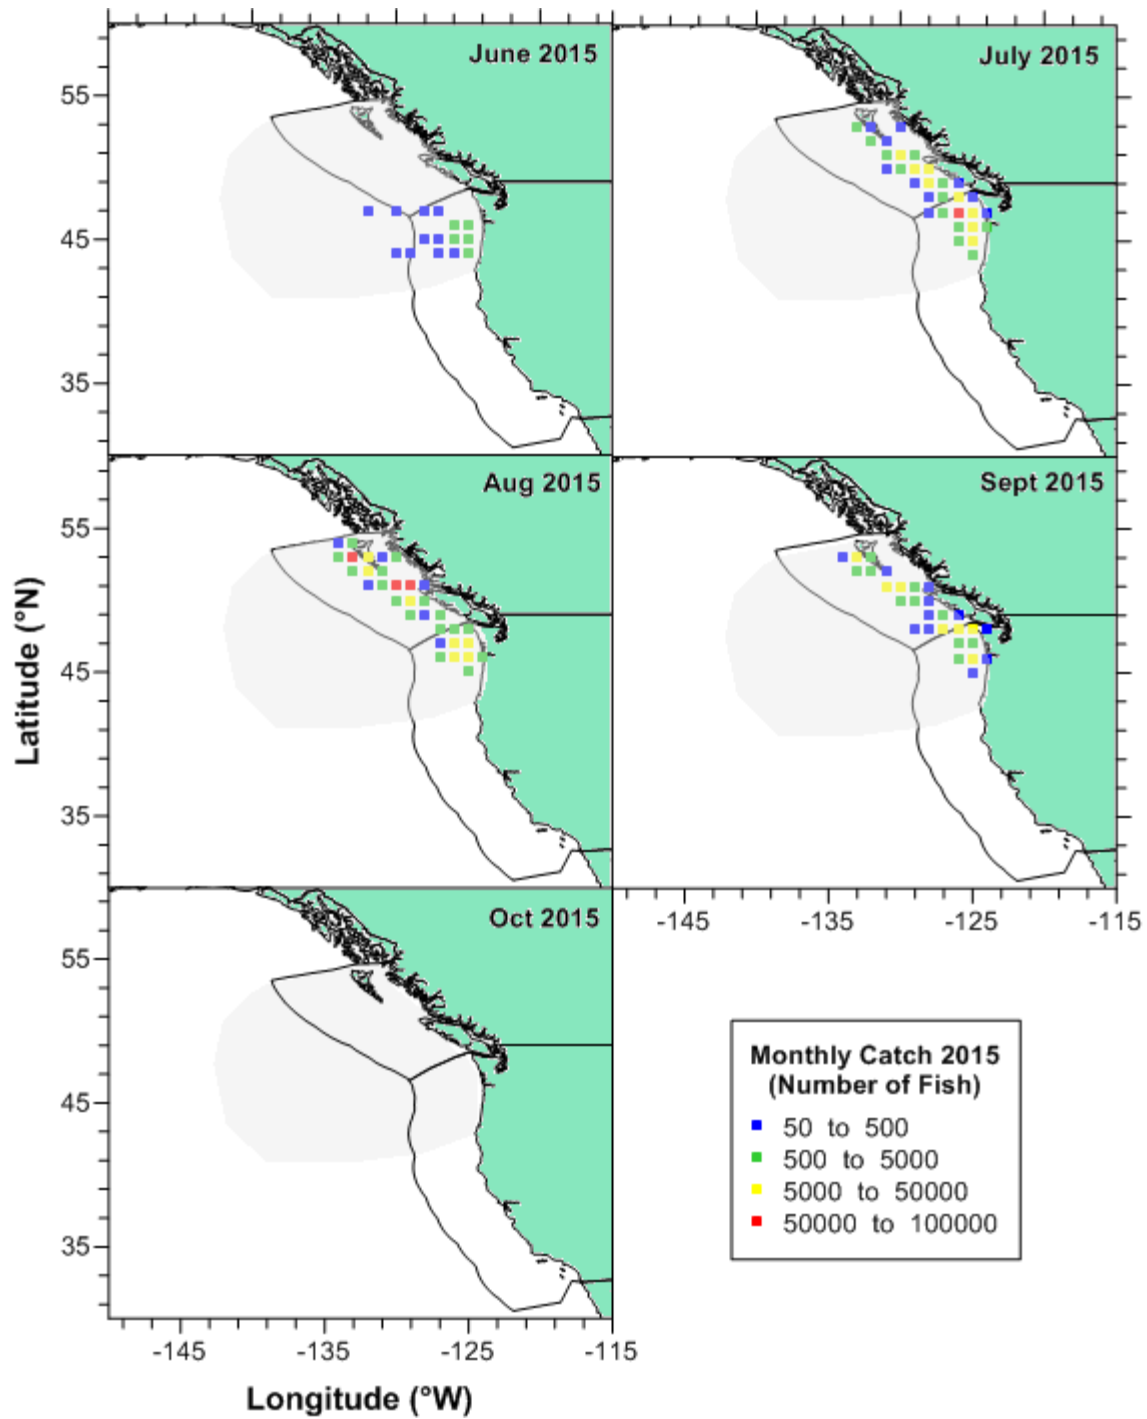 June 2015
July 2015
55
45
35
Aug 2015
Sept 2015
55
45
35
Latitude (°N)
Oct 2015
-145 -135 -125 -115
55
45
35
Monthly Catch 2015
(Number of Fish)
50 to 500
500 to 5000
5000 to 50000
50000 to 100000
-145 -135 -125 -115
Longitude (°W)